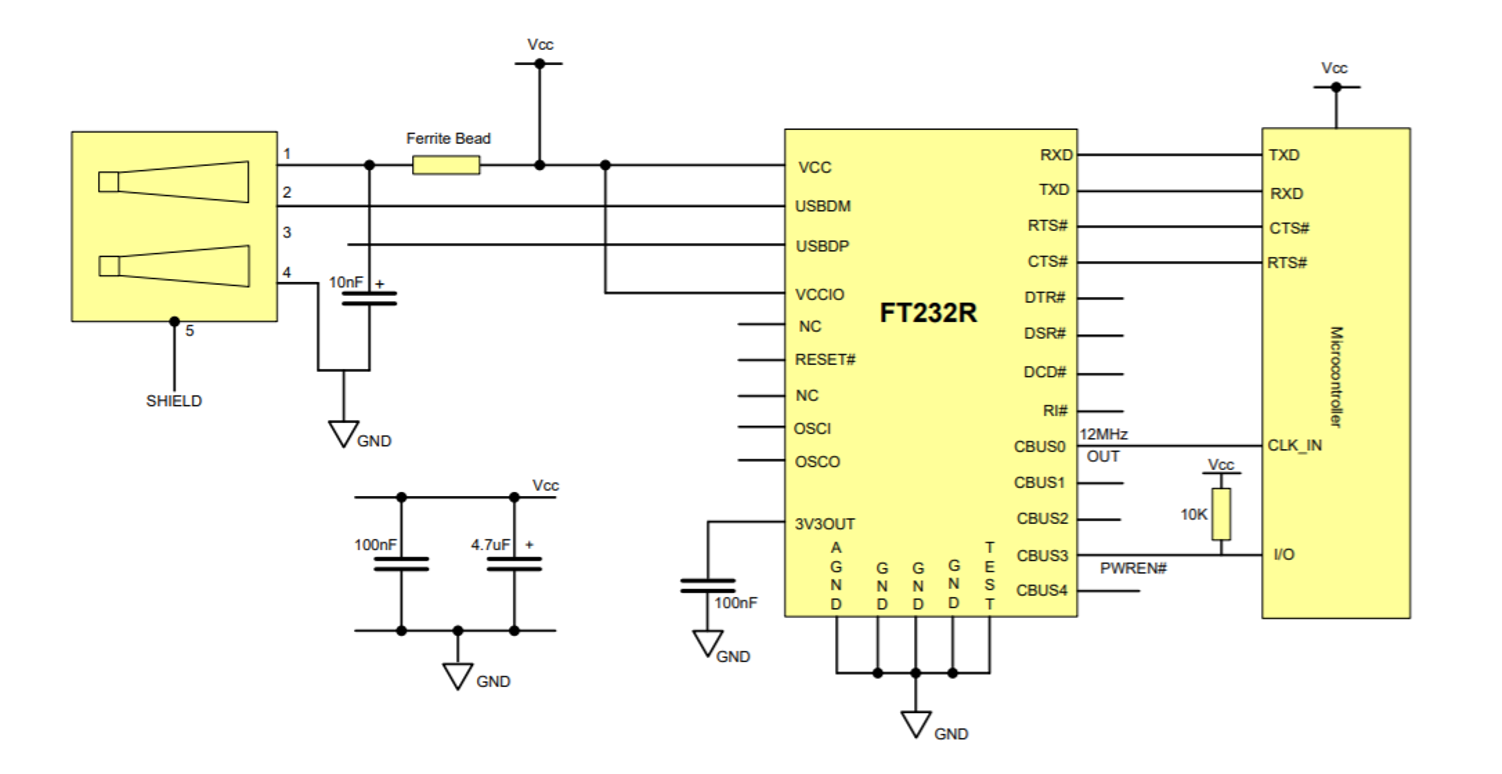 Vcc
Vcc
Ferrite Bead
1
2
3
4
5
SHIELD
10nF +
GND
VCC
USBDM
USBDP
VCCIO
NC
RESET#
NC
OSCI
OSCO
3V3OUT
FT232R
RXD
TXD
RTS#
CTS#
DTR#
DSR#
DCD#
RI#
CBUS0
CBUS1
CBUS2
CBUS3
CBUS4
AGND
GND
GND
GND
TEST
GND
12MHz
OUT
Vcc
10K
PWREN#
TXD
RXD
CTS#
RTS#
Microcontroller
CLK_IN
I/O
Vcc
100nF
4.7uF +
GND
100nF
GND